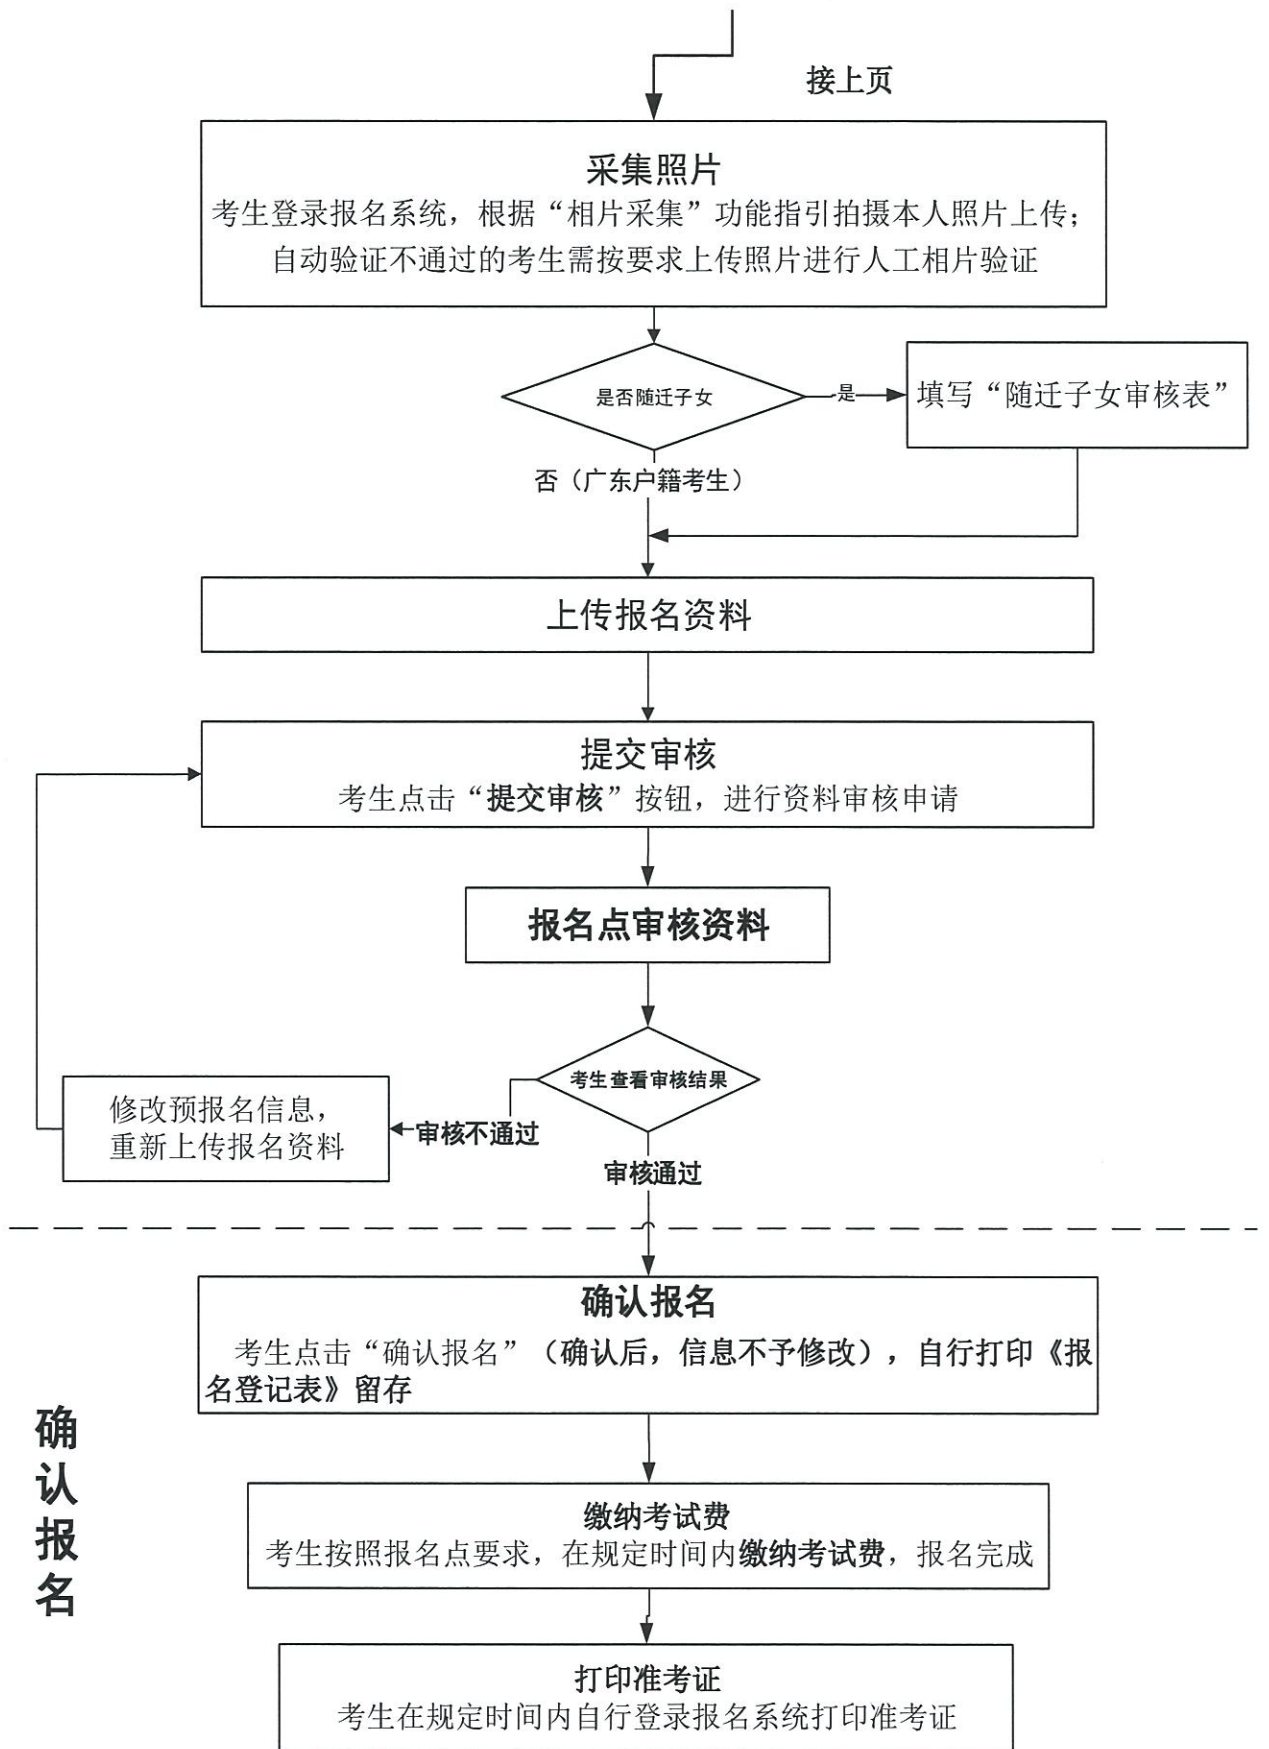 接上页
采集照片
考生登录报名系统，根据“相片采集”功能指引拍摄本人照片上传；
自动验证不通过的考生需按要求上传照片进行人工相片验证
是否随迁子女
是
填写“随迁子女审核表”
否（广东户籍考生）
上传报名资料
提交审核
考生点击“提交审核”按钮，进行资料审核申请
报名点审核资料
考生查看审核结果
修改预报名信息，
重新上传报名资料
审核不通过
审核通过
确认报名
考生点击“确认报名”（确认后，信息不予修改），自行打印《报
名登记表》留存
确认报名
缴纳考试费
考生按照报名点要求，在规定时间内缴纳考试费，报名完成
打印准考证
考生在规定时间内自行登录报名系统打印准考证